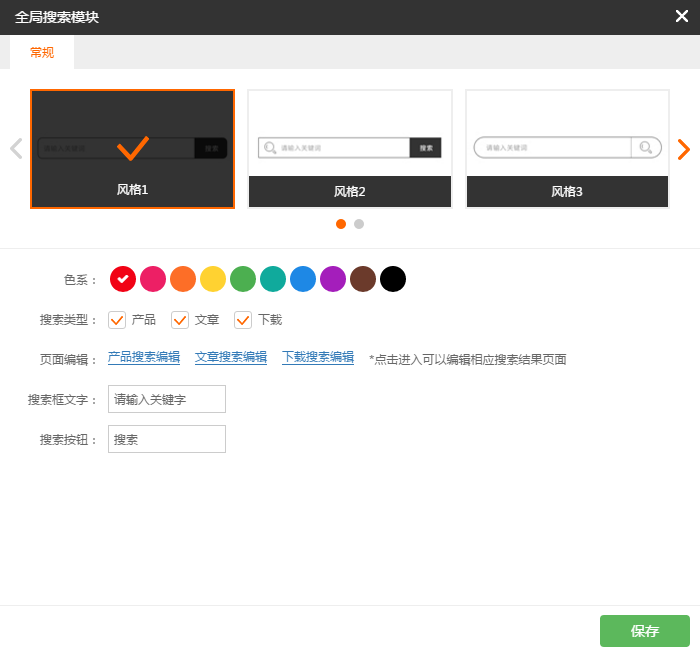 全局搜索模块
常规
请输入关键词 搜索
请输入关键词 搜索
请输入关键词
风格1
风格2
风格3
色系：
搜索类型： 产品 文章 下载
页面编辑： 产品搜索编辑 文章搜索编辑 下载搜索编辑 *点击进入可以编辑相应搜索结果页面
搜索框文字： 请输入关键字
搜索按钮： 搜索
保存